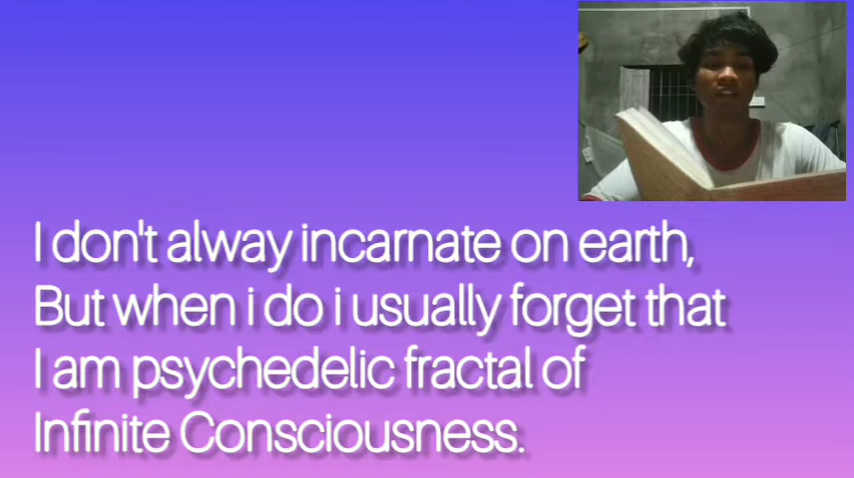 I don't alway incarnate on earth,
But when i do i usually forget that
I am psychedelic fractal of
Infinite Consciousness.